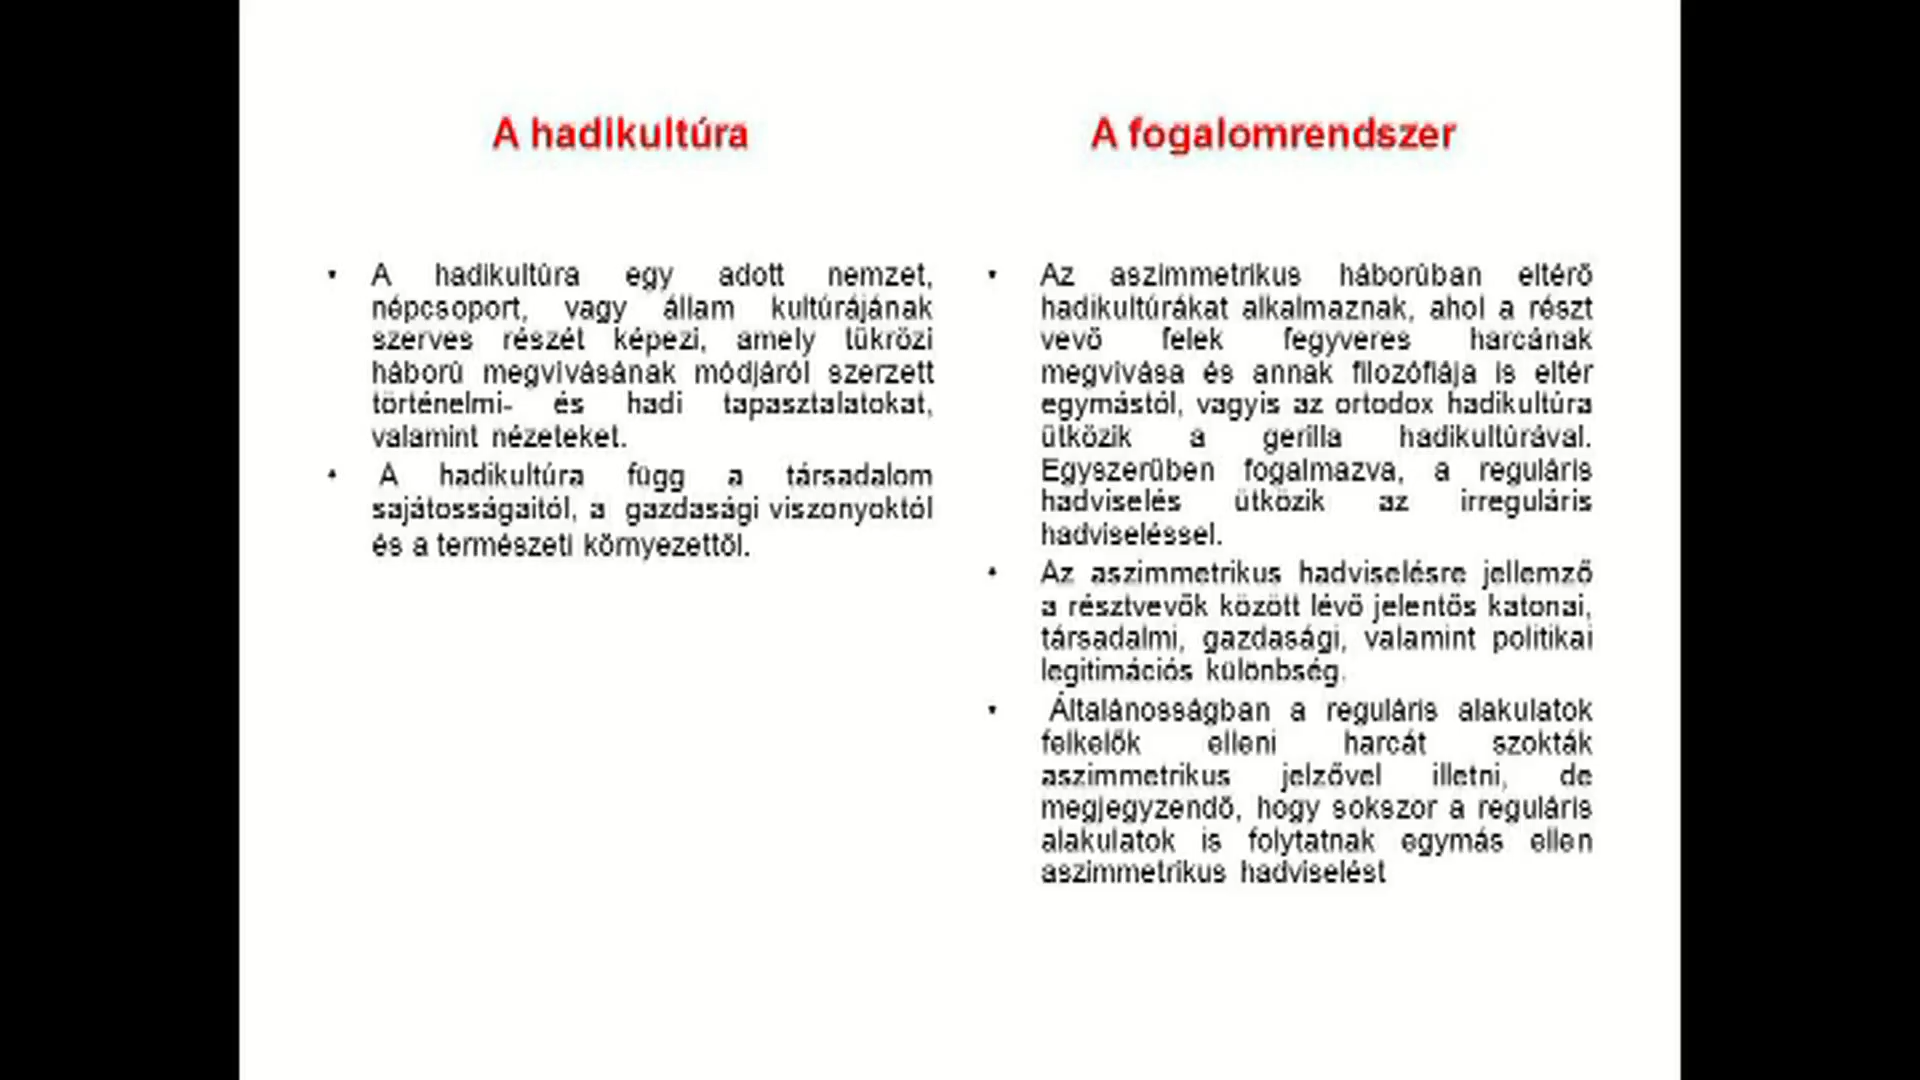 A hadikultúra
• A hadikultúra egy adott nemzet,
népcsoport, vagy állam kultúrájának
szerves részét képezi, amely tükrözi
háború megvívásának módjáról szerzett
történelmi- és hadi tapasztalatokat,
valamint nézeteket.
• A hadikultúra függ a társadalom
sajátosságaitól, a gazdasági viszonyoktól
és a természeti környezettől.
A fogalomrendszer
• Az aszimmetrikus háborúban eltérő
hadikultúrákat alkalmaznak, ahol a részt
vevő felek fegyveres harcának
megvívása és annak filozófiája is eltér
egymástól, vagyis az ortodox hadikultúra
ütközik a gerilla hadikultúrával.
Egyszerűben fogalmazva, a reguláris
hadviselés ütközik az irreguláris
hadviseléssel.
• Az aszimmetrikus hadviselésre jellemző
a résztvevők között lévő jelentős katonai,
társadalmi, gazdasági, valamint politikai
legitimációs különbség.
• Általánosságban a reguláris alakulatok
felkelők elleni harcát szokták
aszimmetrikus jelzővel illetni, de
megjegyzendő, hogy sokszor a reguláris
alakulatok is folytatnak egymás ellen
aszimmetrikus hadviselést